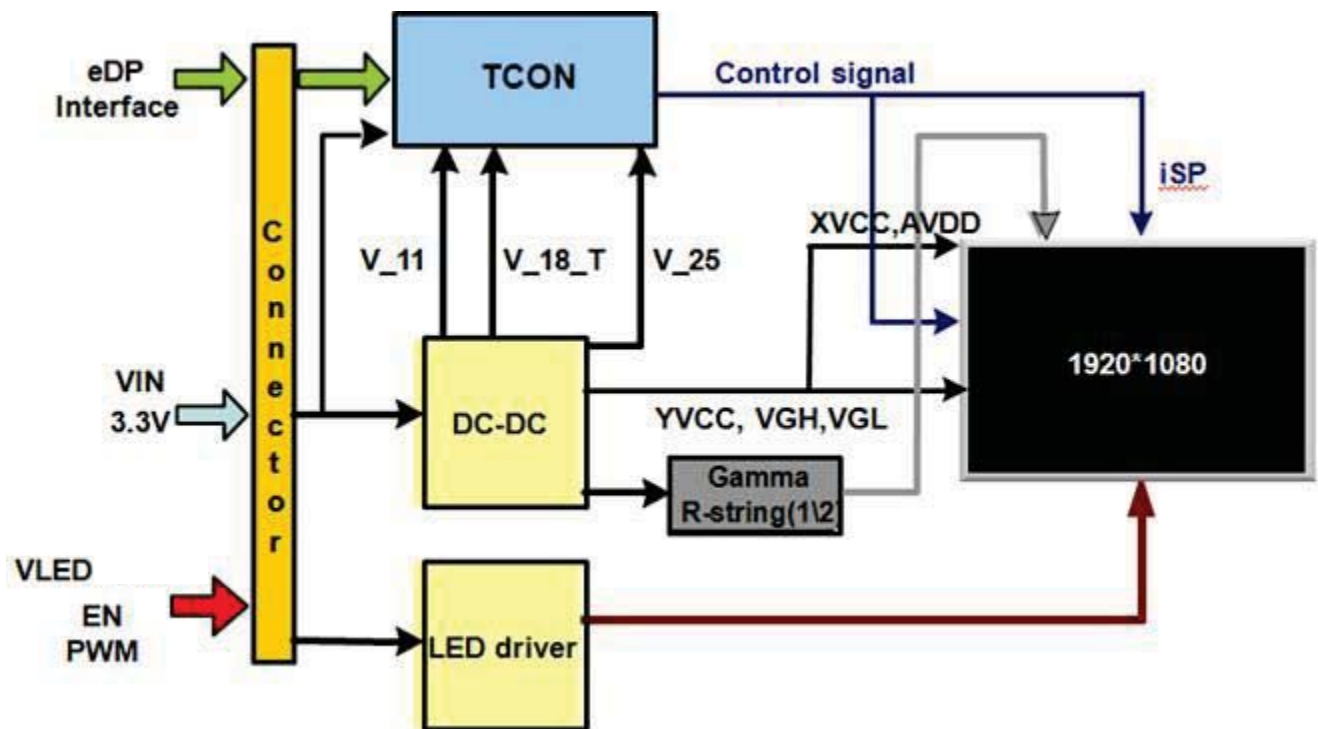 eDP
Interface
TCON
Control signal
iSP
Connector
V_11
V_18_T
V_25
XVCC,AVDD
1920*1080
VIN
3.3V
DC-DC
YVCC, VGH,VGL
Gamma
R-string(1\2)
VLED
EN
PWM
LED driver